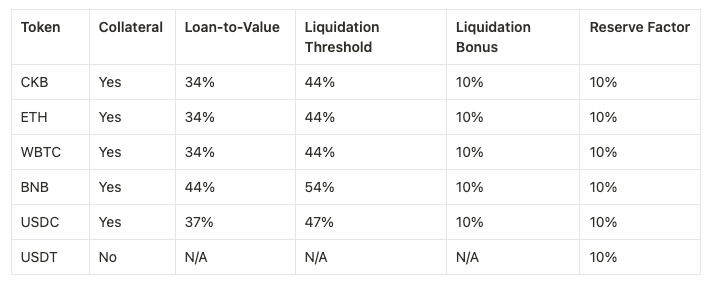 Token Collateral Loan-to-Value Liquidation Threshold Liquidation Bonus Reserve Factor
CKB Yes 34% 44% 10% 10%
ETH Yes 34% 44% 10% 10%
WBTC Yes 34% 44% 10% 10%
BNB Yes 44% 54% 10% 10%
USDC Yes 37% 47% 10% 10%
USDT No N/A N/A N/A 10%